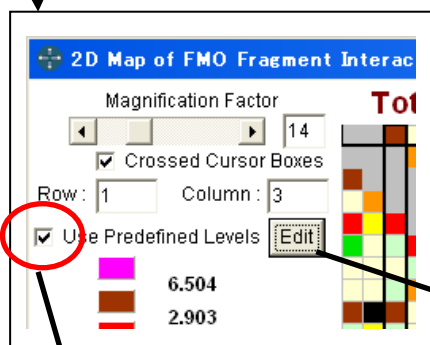 2D Map of FMO Fragment Interac
Magnification Factor
Tot
14
Crossed Cursor Boxes
Row : 1 Column : 3
Use Predefined Levels Edit
6.504
2.903